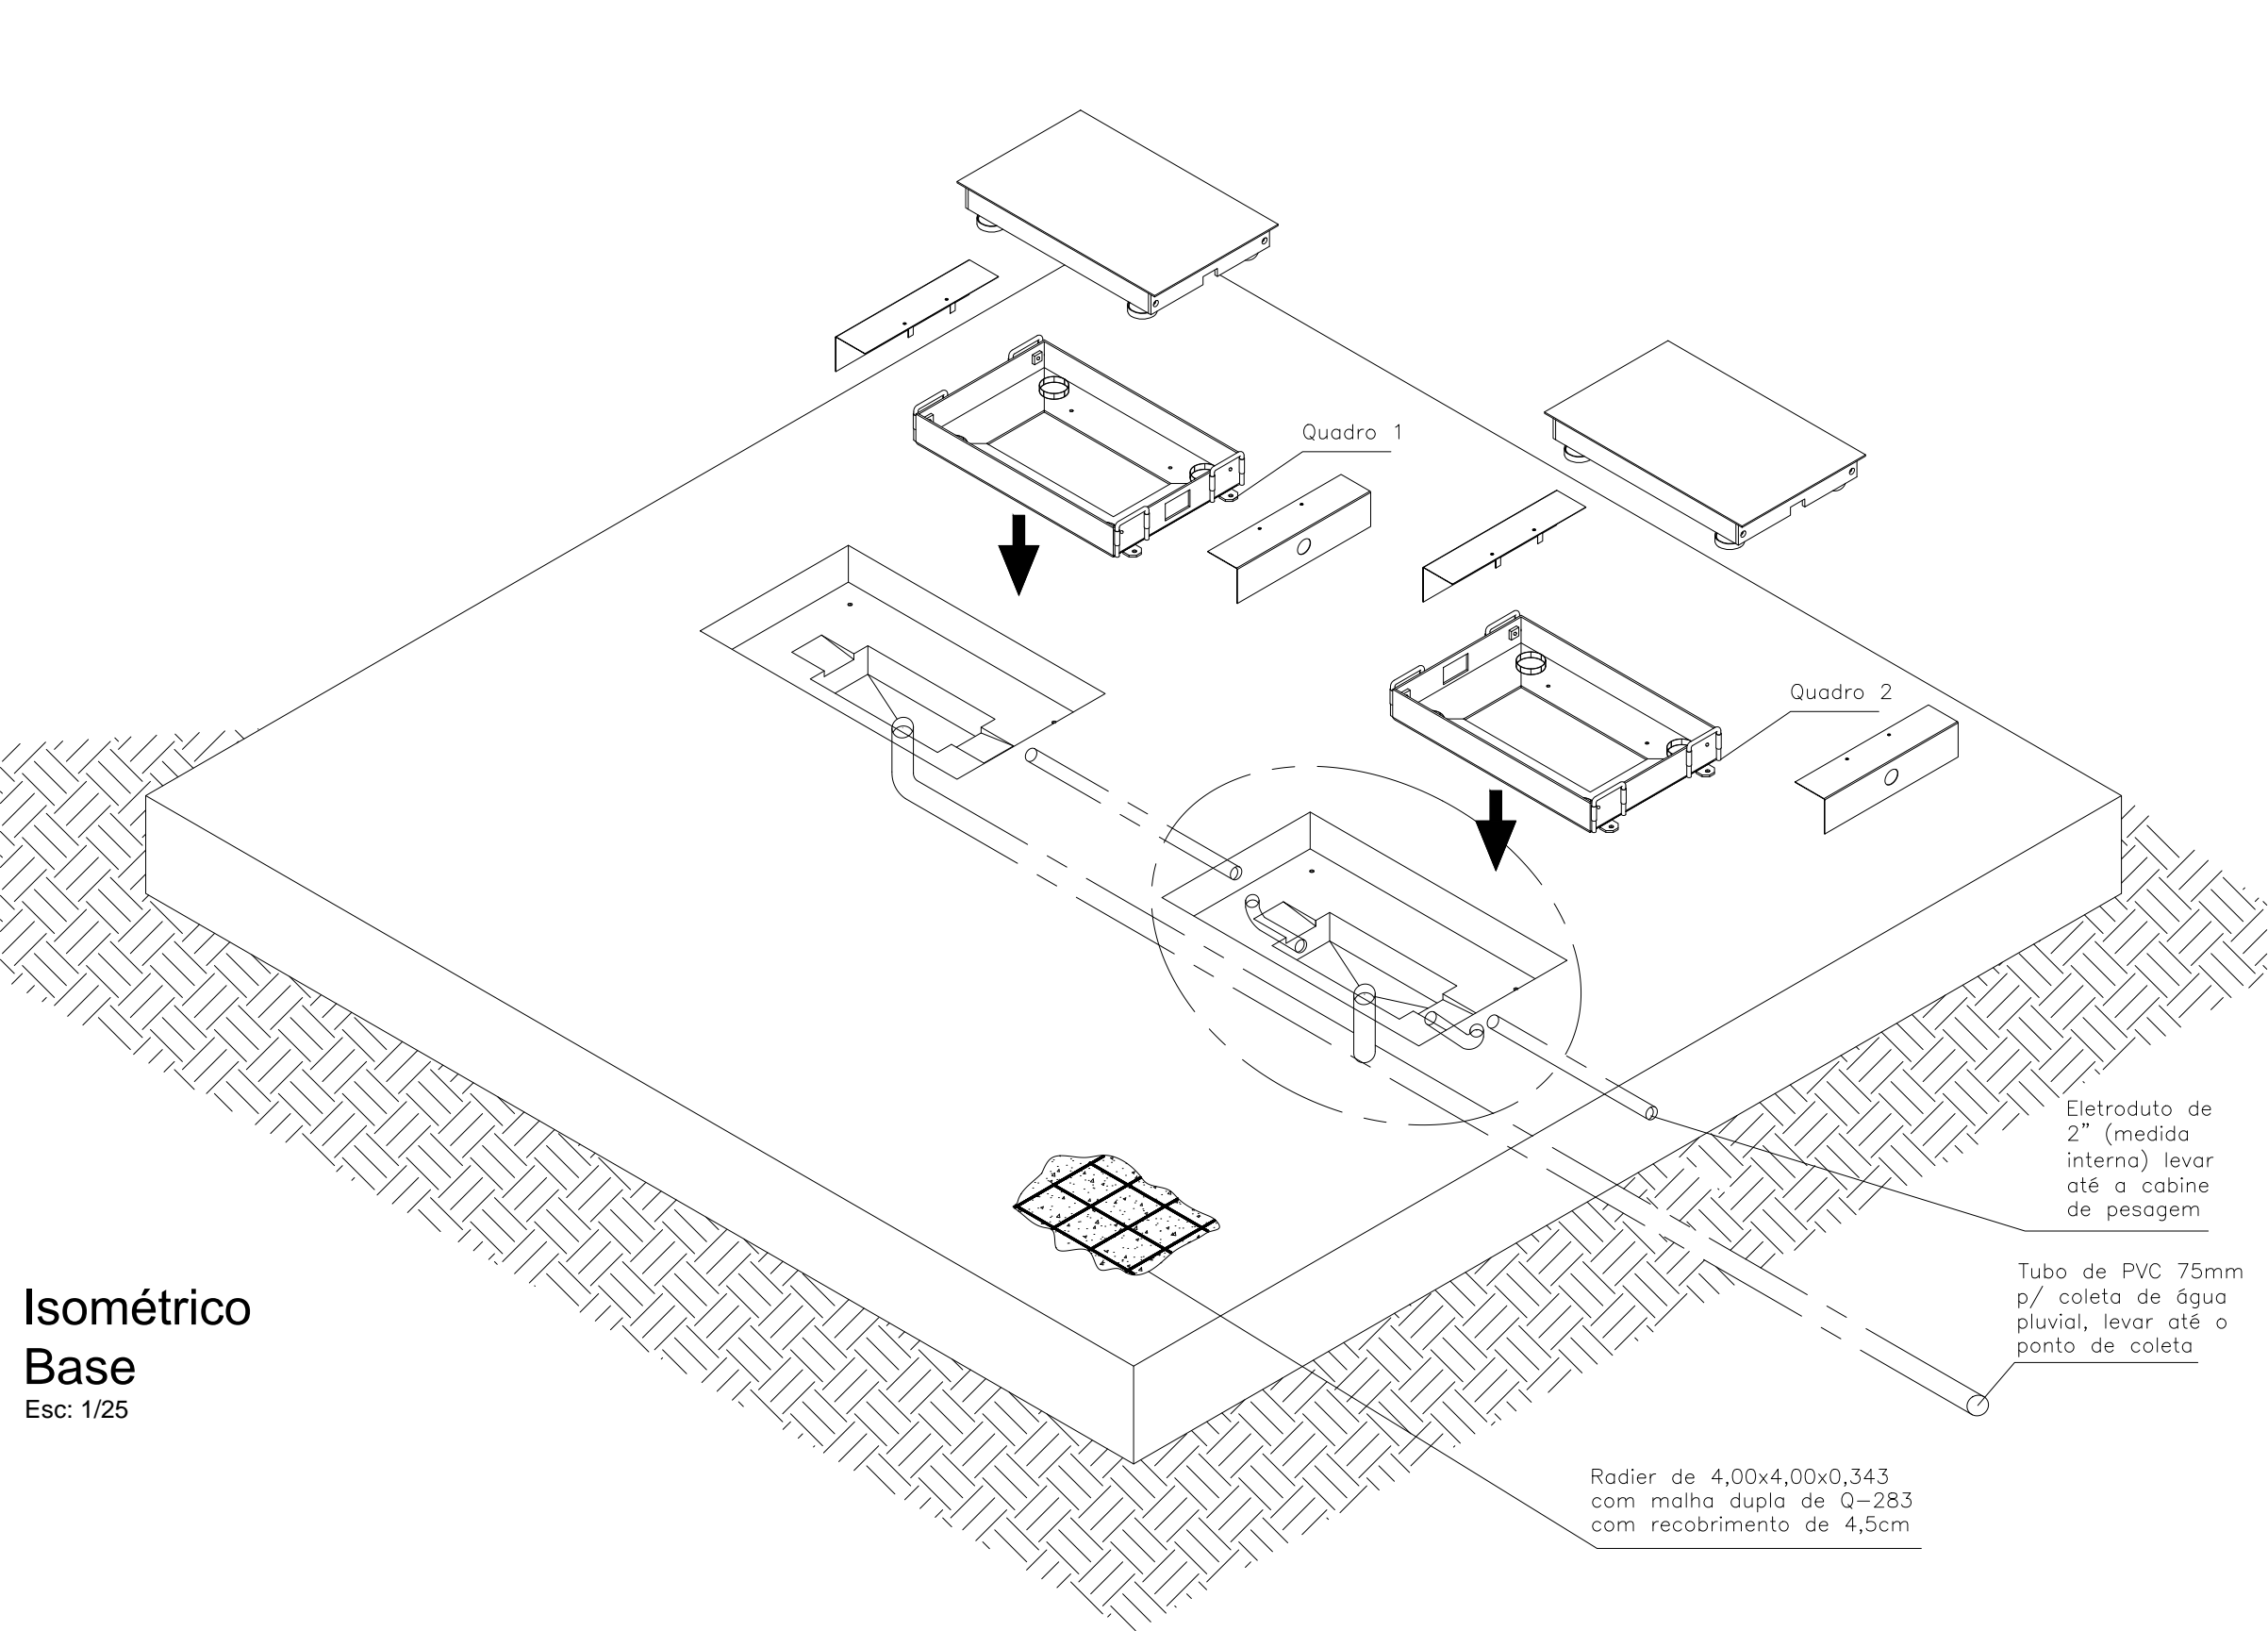 Quadro 1
Quadro 2
Eletroduto de
2" (medida
interna) levar
até a cabine
de pesagem
Tubo de PVC 75mm
p/ coleta de água
pluvial, levar até o
ponto de coleta
Isométrico
Base
Esc: 1/25
Radier de 4,00x4,00x0,343
com malha dupla de Q-283
com recobrimento de 4,5cm